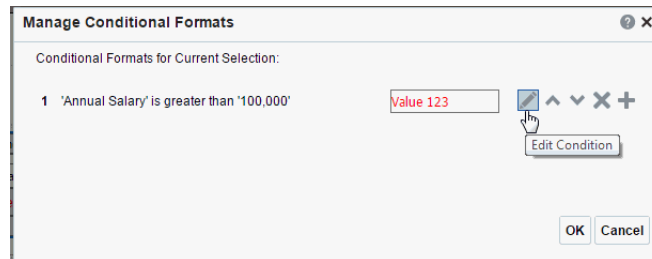 Manage Conditional Formats
Conditional Formats for Current Selection:
1 'Annual Salary' is greater than '100,000' Value 123
Edit Condition
OK Cancel